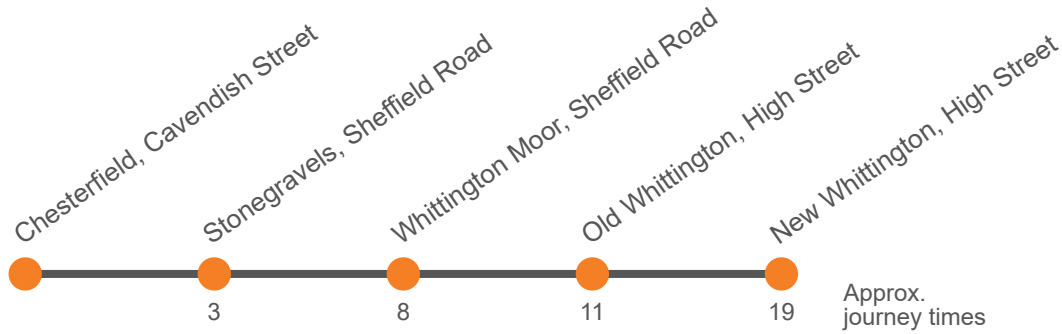 Chesterfield, Cavendish Street
Stonegravels, Sheffield Road
Whittington Moor, Sheffield Road
Old Whittington, High Street
New Whittington, High Street
3
8
11
19
Approx.
journey times